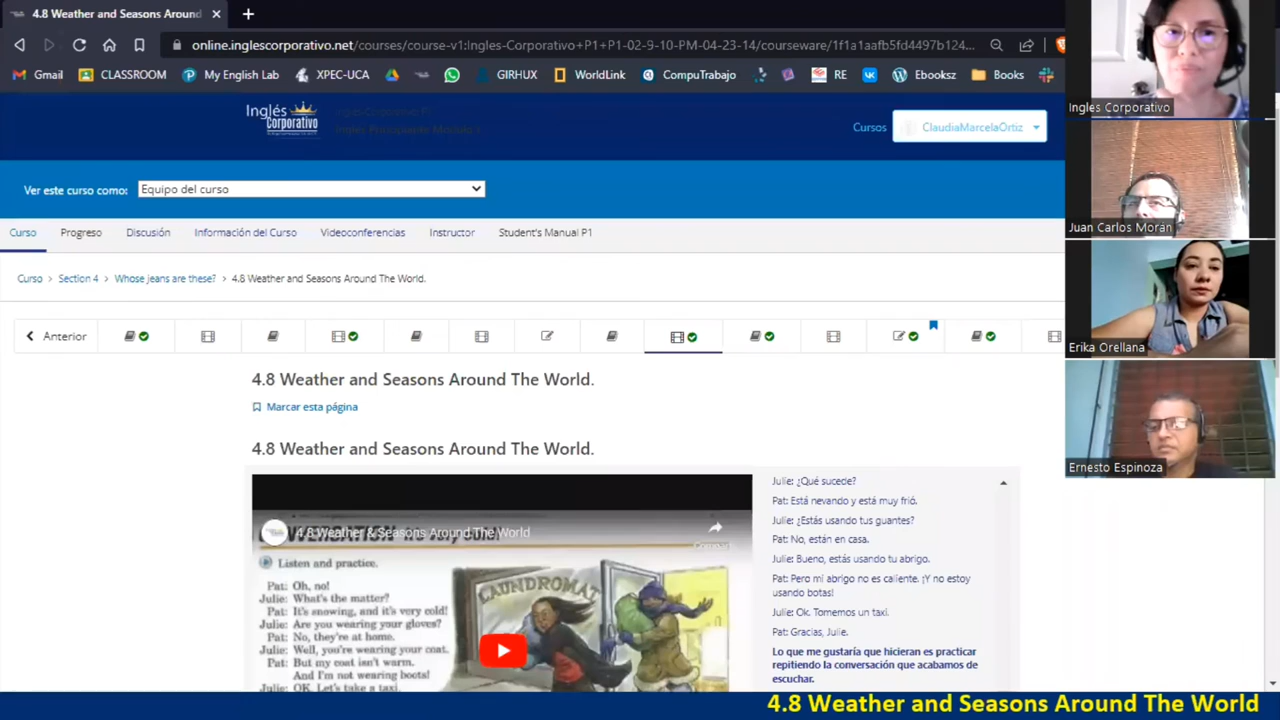 4.8 Weather and Seasons Around
online.inglescorporativo.net/courses/course-v1:Ingles-Corporativo+P1+P1-02-9-10-PM-04-23-14/courseware/1f1a1aafb5fd4497b124...
Gmail CLASSROOM My English Lab XPEC-UCA GIRHUX WorldLink CompuTrabajo RE WordPress Ebooksz Books
Inglés Corporativo
Cursos
ClaudiaMarcelaOrtiz
Ver este curso como: Equipo del curso
Curso Progreso Discusión Información del Curso Videoconferencias Instructor Student's Manual P1
Curso > Section 4 > Whose jeans are these? > 4.8 Weather and Seasons Around The World.
Anterior
4.8 Weather and Seasons Around The World.
Marcar esta página
4.8 Weather and Seasons Around The World.
4.8 Weather & Seasons Around The World
Listen and practice.
LAUNDROMAT
Pat: Oh, no!
Julie: What's the matter?
Pat: It's snowing, and it's very cold!
Julie: Are you wearing your gloves?
Pat: No, they're at home.
Julie: Well, you're wearing your coat.
Pat: But my coat isn't warm.
And I'm not wearing boots!
Julie: OK. Let's take a taxi.
Julie: ¿Qué sucede?
Pat: Está nevando y está muy frió.
Julie: ¿Estás usando tus guantes?
Pat: No, están en casa.
Julie: Bueno, estás usando tu abrigo.
Pat: Pero mi abrigo no es caliente. ¡Y no estoy
usando botas!
Julie: Ok. Tomemos un taxi.
Pat: Gracias, Julie.
Lo que me gustaría que hicieran es practicar
repitiendo la conversación que acabamos de
escuchar.
Inglés Corporativo
Juan Carlos Moran
Erika Orellana
Ernesto Espinoza
4.8 Weather and Seasons Around The World